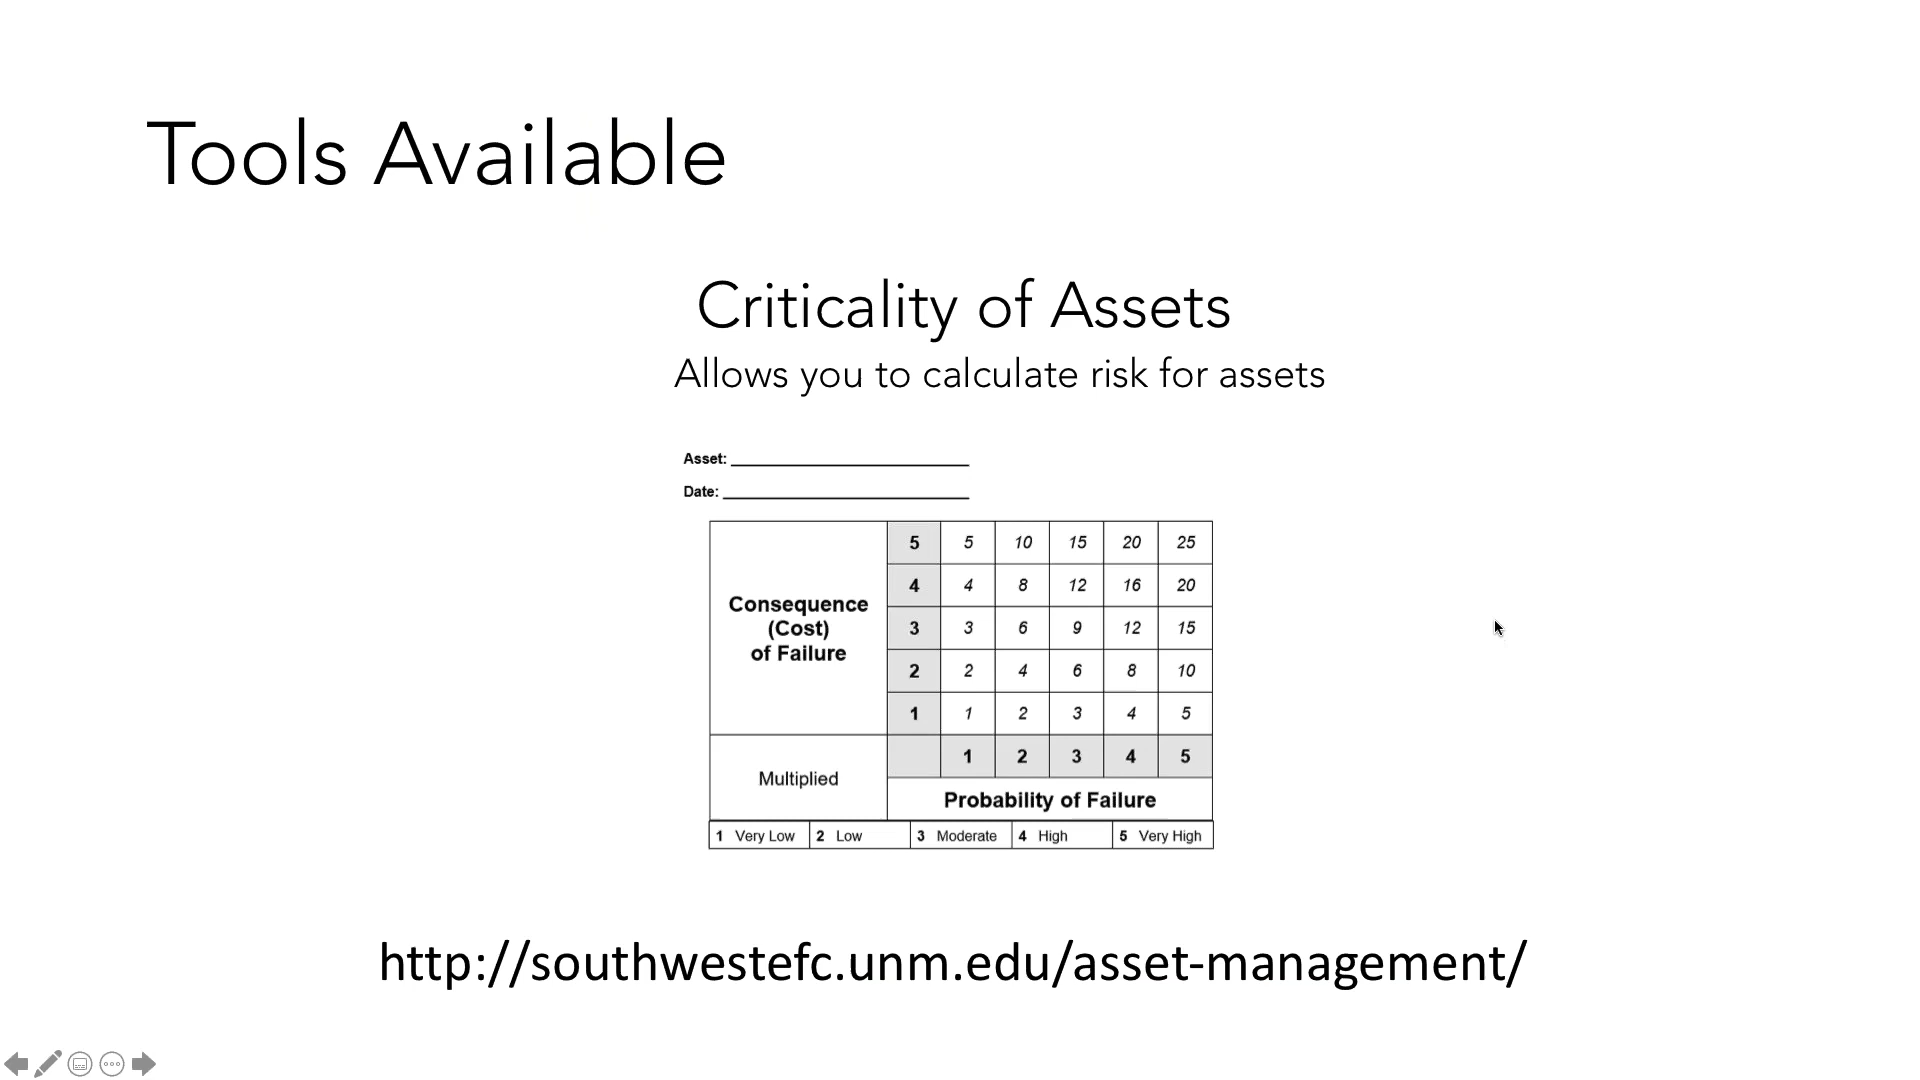 Tools Available
Criticality of Assets
Allows you to calculate risk for assets
Asset:
Date:
Consequence
(Cost)
of Failure
5 5 10 15 20 25
4 4 8 12 16 20
3 3 6 9 12 15
2 2 4 6 8 10
1 1 2 3 4 5
Multiplied
1 2 3 4 5
Probability of Failure
1 Very Low 2 Low 3 Moderate 4 High 5 Very High
http://southwestefc.unm.edu/asset-management/